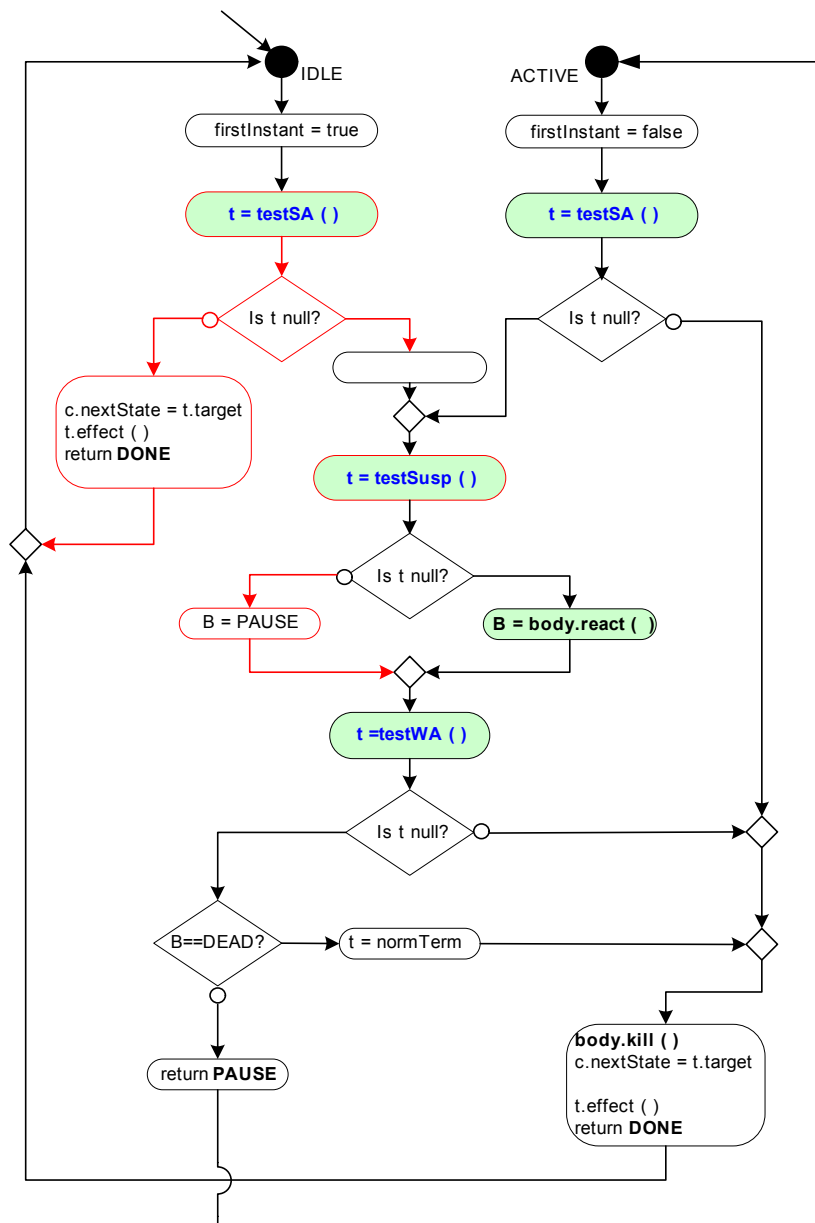 IDLE
ACTIVE
firstInstant = true
firstInstant = false
t = testSA ( )
t = testSA ( )
Is t null?
Is t null?
c.nextState = t.target
t.effect ( )
return DONE
t = testSusp ( )
Is t null?
B = PAUSE
B = body.react ( )
t =testWA ( )
Is t null?
B==DEAD?
t = normTerm
body.kill ( )
c.nextState = t.target
t.effect ( )
return DONE
return PAUSE